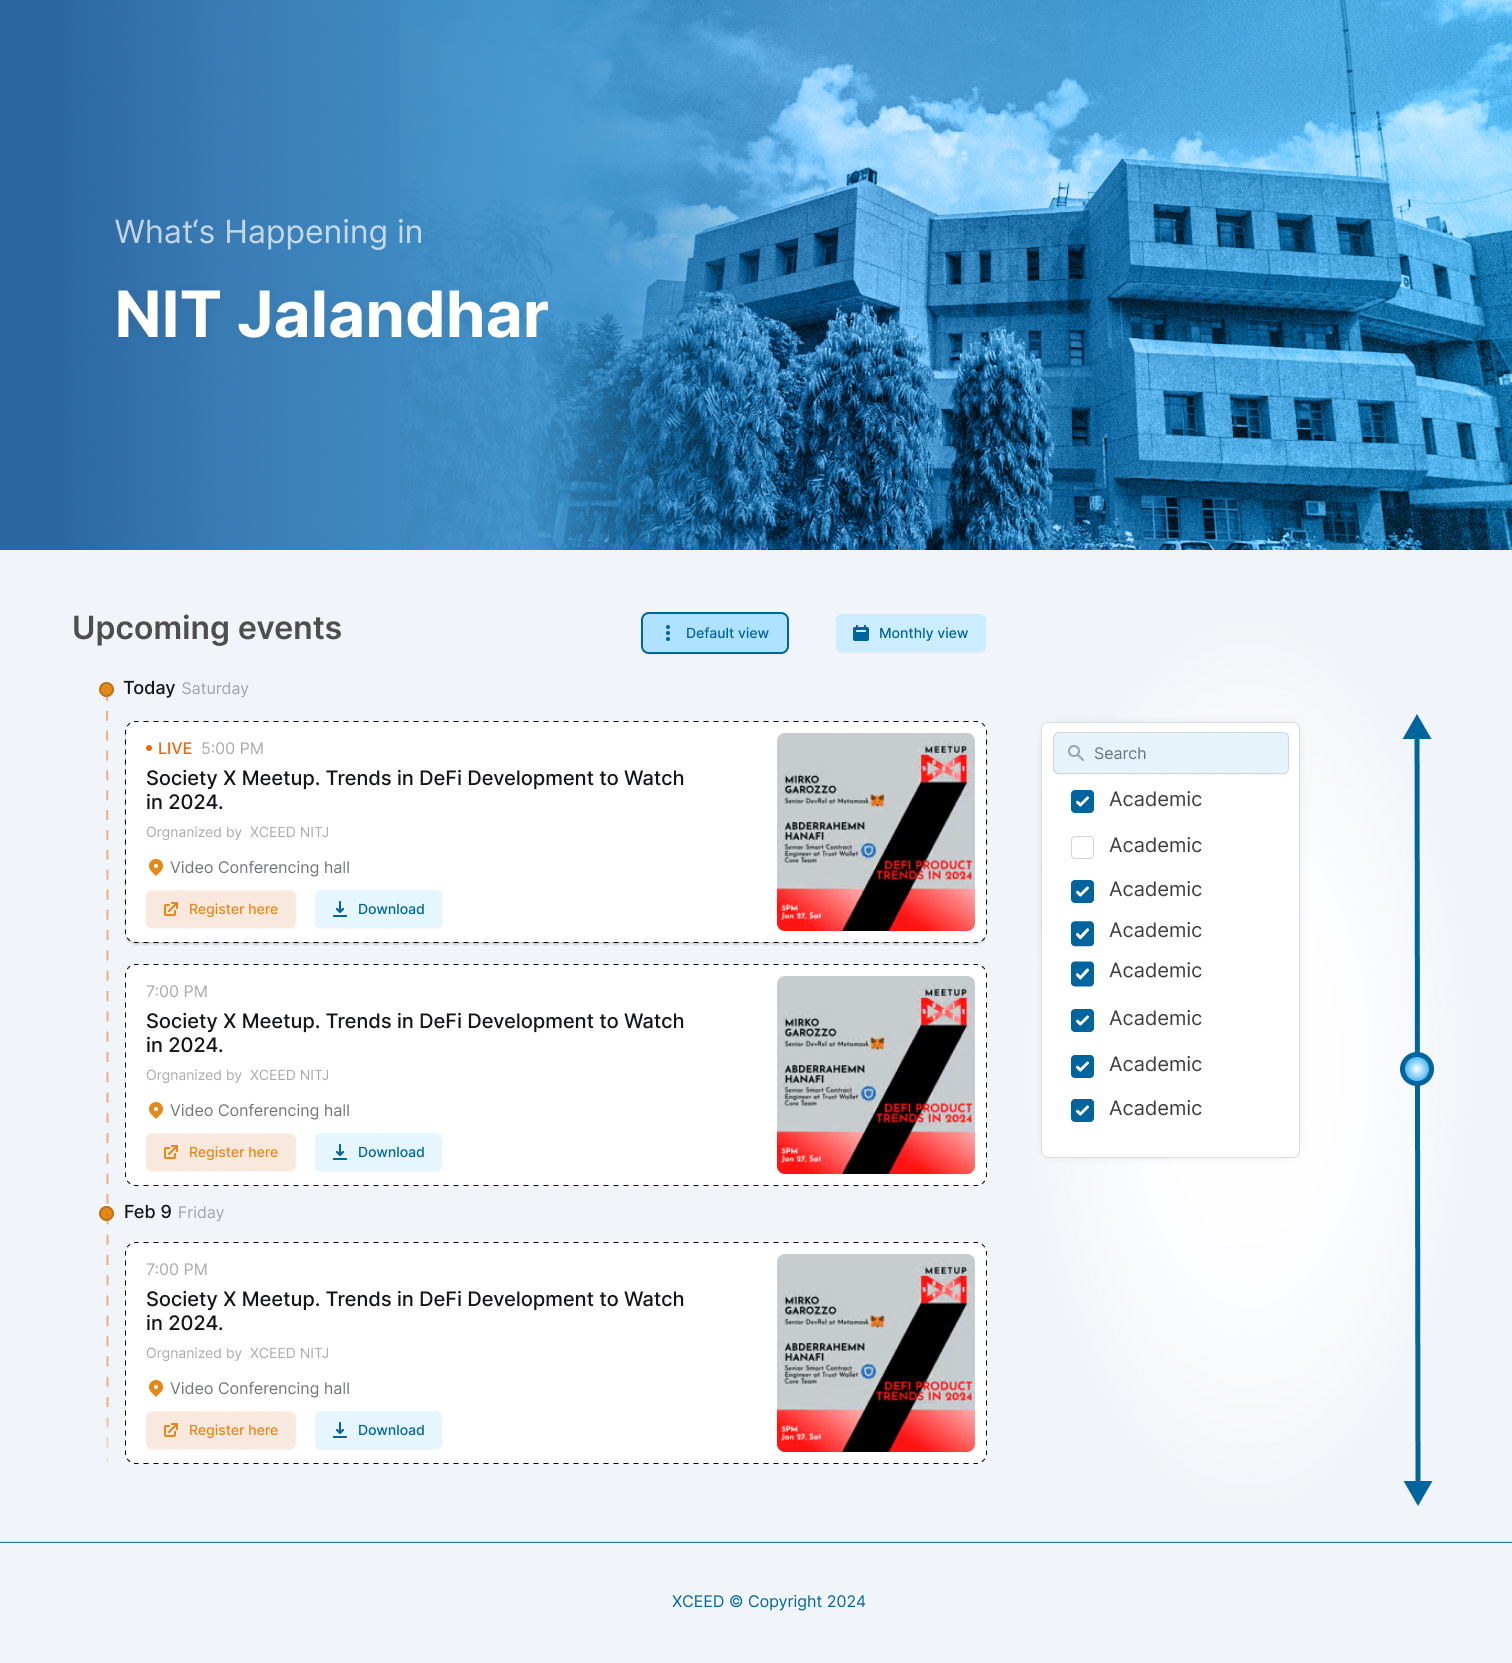 What‘s Happening in
NIT Jalandhar
Upcoming events
Default view
Monthly view
Today Saturday
• LIVE 5:00 PM
Society X Meetup. Trends in DeFi Development to Watch
in 2024.
Orgnanized by XCEED NITJ
Video Conferencing hall
Register here
Download
MEETUP
MIRKO
GAROZZO
Senior DevRel at Metamask
ABDERRAHEMN
HANAFI
Senior Smart Contract
Engineer at Trust Wallet
Core Team
DEFI PRODUCT
TRENDS IN 2024
5PM
Jan 27, Sat
7:00 PM
Society X Meetup. Trends in DeFi Development to Watch
in 2024.
Orgnanized by XCEED NITJ
Video Conferencing hall
Register here
Download
MEETUP
MIRKO
GAROZZO
Senior DevRel at Metamask
ABDERRAHEMN
HANAFI
Senior Smart Contract
Engineer at Trust Wallet
Core Team
DEFI PRODUCT
TRENDS IN 2024
5PM
Jan 27, Sat
Feb 9 Friday
7:00 PM
Society X Meetup. Trends in DeFi Development to Watch
in 2024.
Orgnanized by XCEED NITJ
Video Conferencing hall
Register here
Download
MEETUP
MIRKO
GAROZZO
Senior DevRel at Metamask
ABDERRAHEMN
HANAFI
Senior Smart Contract
Engineer at Trust Wallet
Core Team
DEFI PRODUCT
TRENDS IN 2024
5PM
Jan 27, Sat
Search
Academic
Academic
Academic
Academic
Academic
Academic
Academic
Academic
XCEED © Copyright 2024